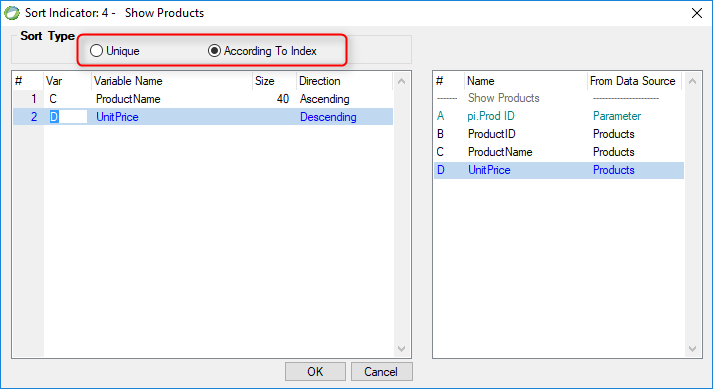 Sort Indicator: 4 -   Show Products
Sort Type
Unique   According To Index
#   Var   Variable Name   Size   Direction
1   C   ProductName   40   Ascending
2   D   UnitPrice   Descending
#   Name   From Data Source
-------   Show Products   ----------------------
A   pi.Prod ID   Parameter
B   ProductID   Products
C   ProductName   Products
D   UnitPrice   Products
OK   Cancel